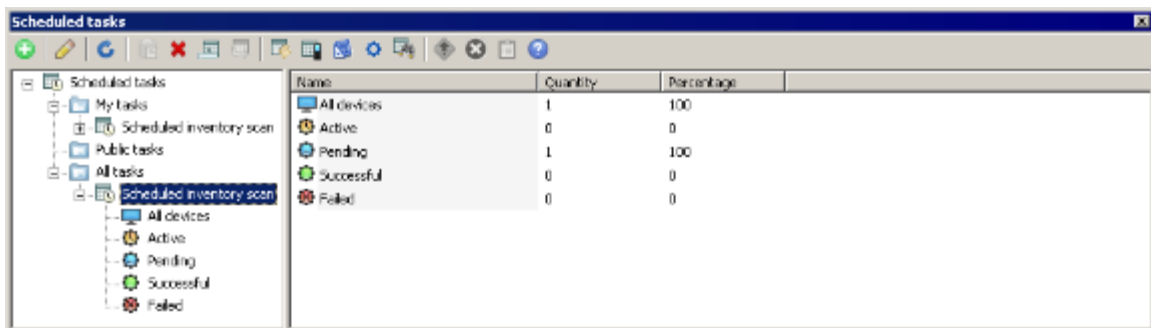 Scheduled tasks
Name Quantity Percentage
Scheduled tasks
My tasks
Scheduled inventory scan
Public tasks
All tasks
Scheduled inventory scan
All devices
Active
Pending
Successful
Failed
All devices 1 100
Active 0 0
Pending 1 100
Successful 0 0
Failed 0 0